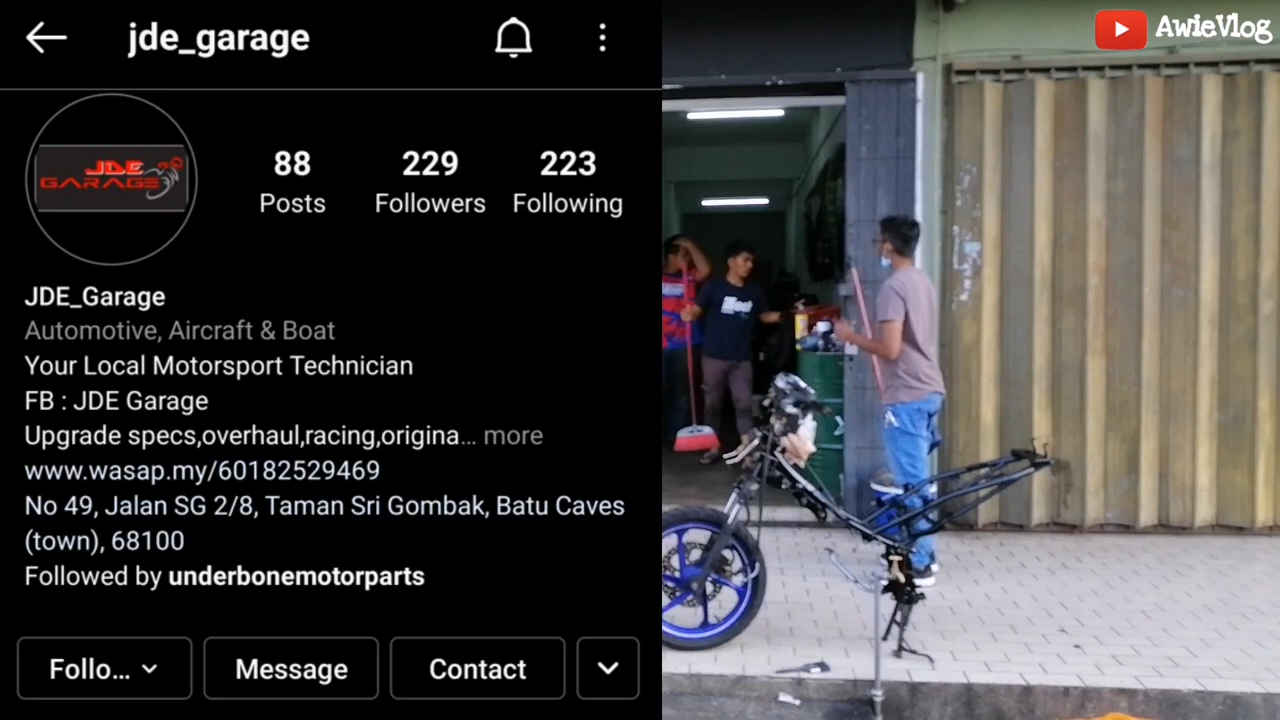 jde_garage
JDE
GARAGE
88
Posts
229
Followers
223
Following
JDE_Garage
Automotive, Aircraft & Boat
Your Local Motorsport Technician
FB : JDE Garage
Upgrade specs,overhaul,racing,origina… more
www.wasap.my/60182529469
No 49, Jalan SG 2/8, Taman Sri Gombak, Batu Caves
(town), 68100
Followed by underbonemotorparts
Follo…
Message
Contact
AwieVlog